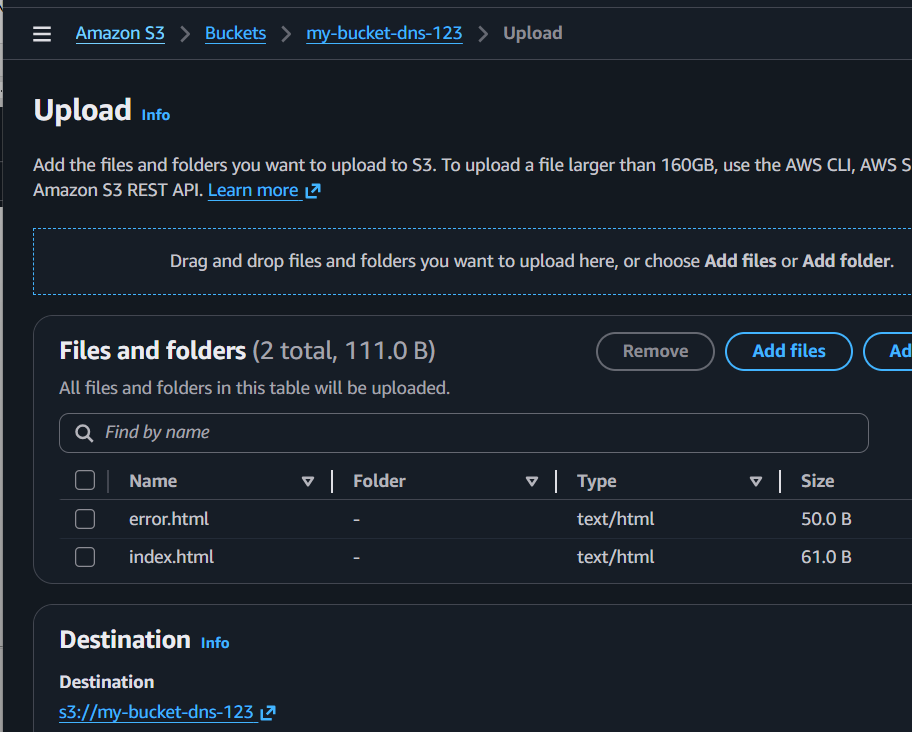 Amazon S3 > Buckets > my-bucket-dns-123 > Upload
Upload Info
Add the files and folders you want to upload to S3. To upload a file larger than 160GB, use the AWS CLI, AWS S
Amazon S3 REST API. Learn more
Drag and drop files and folders you want to upload here, or choose Add files or Add folder.
Files and folders (2 total, 111.0 B)
Remove
Add files
Ad
All files and folders in this table will be uploaded.
Find by name
Name Folder Type Size
error.html - text/html 50.0 B
index.html - text/html 61.0 B
Destination Info
Destination
s3://my-bucket-dns-123